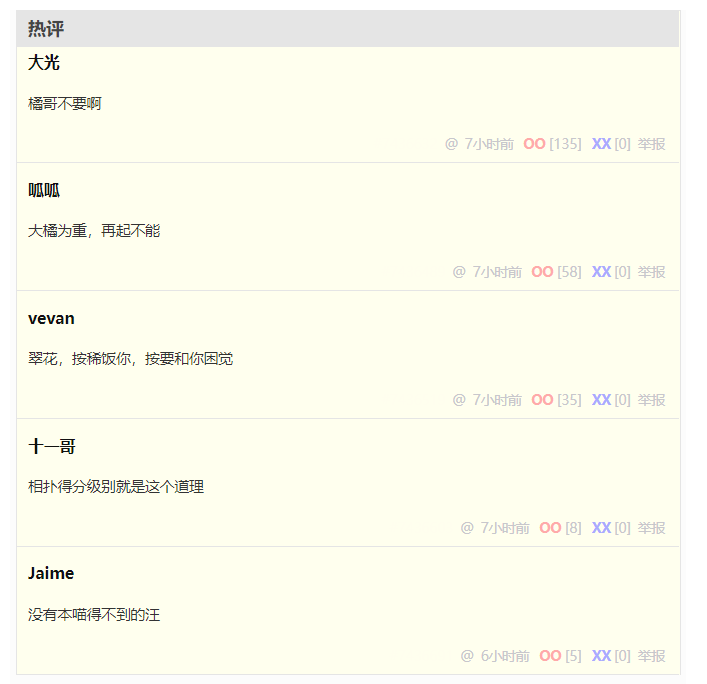 热评
大光
橘哥不要啊
@ 7小时前 OO [135] XX [0] 举报
呱呱
大橘为重，再起不能
@ 7小时前 OO [58] XX [0] 举报
vevan
翠花，按稀饭你，按要和你困觉
@ 7小时前 OO [35] XX [0] 举报
十一哥
相扑得分级别就是这个道理
@ 7小时前 OO [8] XX [0] 举报
Jaime
没有本喵得不到的汪
@ 6小时前 OO [5] XX [0] 举报